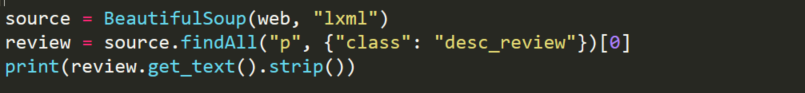 source = BeautifulSoup(web, "lxml")
review = source.findAll("p", {"class": "desc_review"})[0]
print(review.get_text().strip())